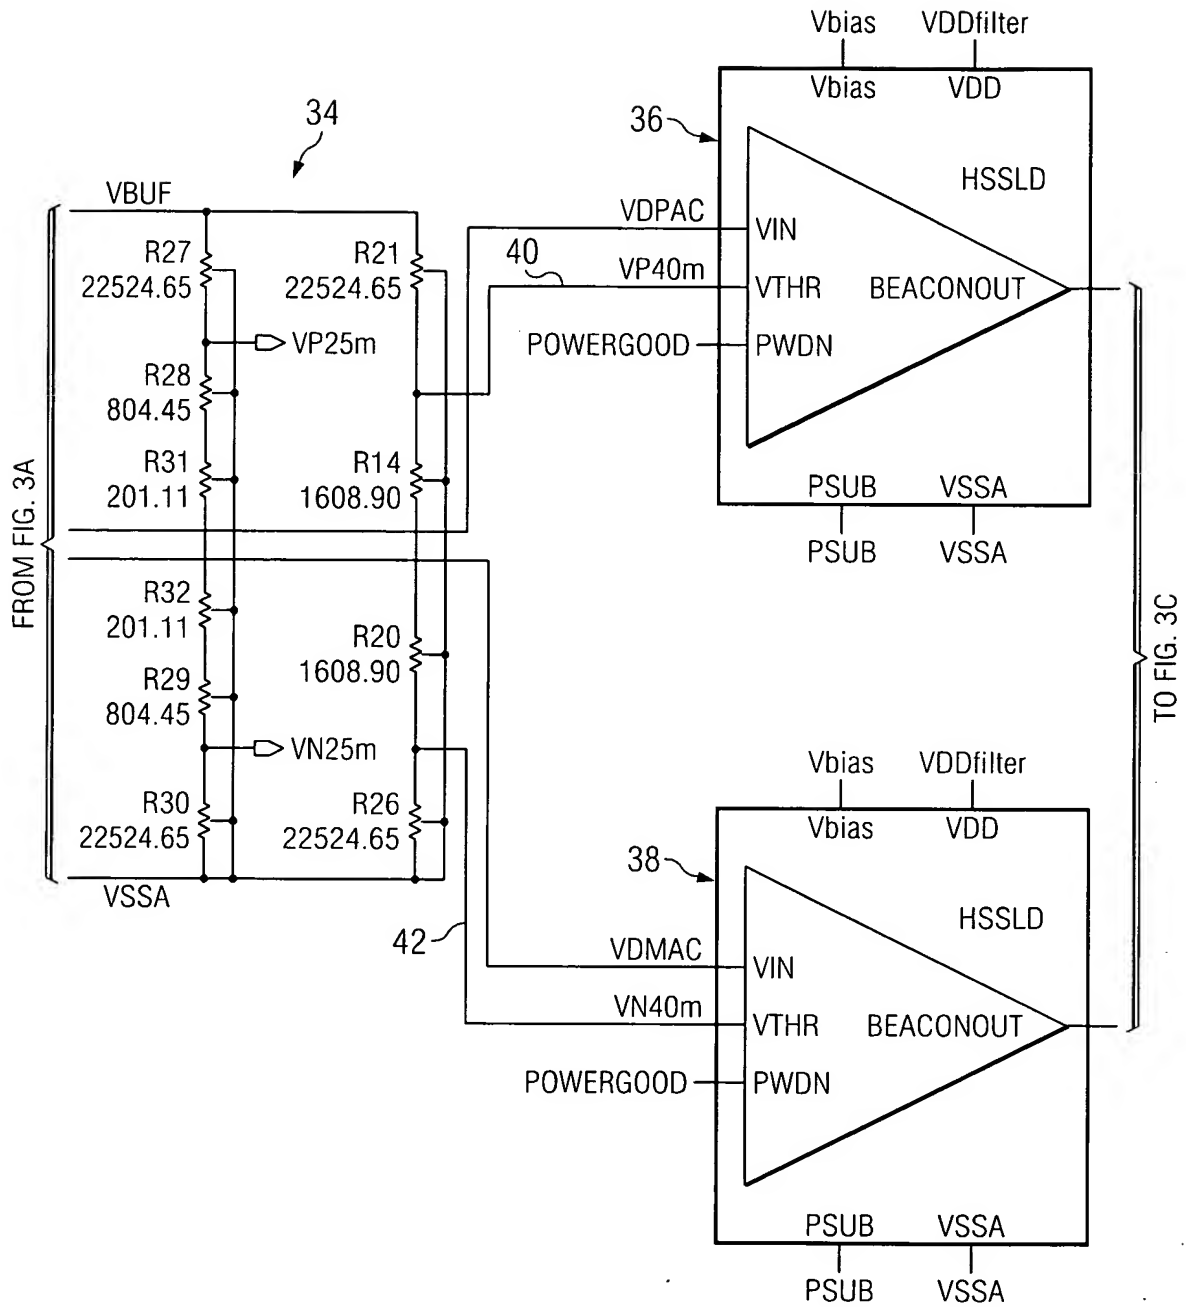 Vbias VDDfilter
Vbias VDD
36
HSSLD
VDPAC VIN
40 VP40m VTHR BEACONOUT
POWERGOOD PWDN
PSUB VSSA
PSUB VSSA
34
VBUF
R27
22524.65
VP25m
R28
804.45
R31
201.11
R32
201.11
R29
804.45
VN25m
R30
22524.65
VSSA
R21
22524.65
R14
1608.90
R20
1608.90
R26
22524.65
FROM FIG. 3A
TO FIG. 3C
Vbias VDDfilter
Vbias VDD
38
HSSLD
42
VDMAC VIN
VN40m VTHR BEACONOUT
POWERGOOD PWDN
PSUB VSSA
PSUB VSSA